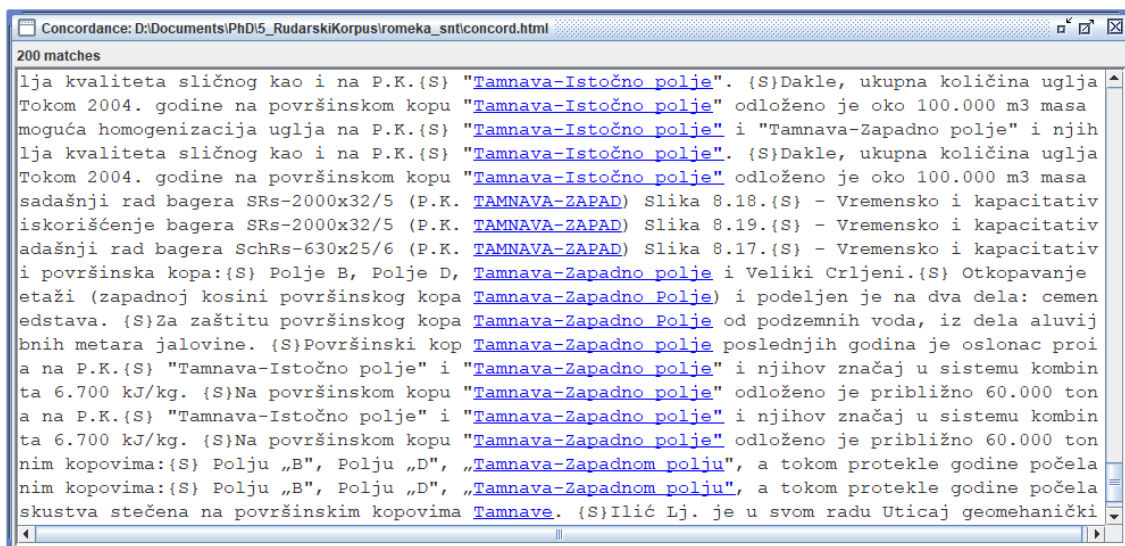 Concordance: D:\Documents\PhD\5_RudarskiKorpus\romeka_snt\concord.html
200 matches
lja kvaliteta sličnog kao i na P.K.{S} "Tamnava-Istočno polje". {S}Dakle, ukupna količina uglja
Tokom 2004. godine na površinskom kopu "Tamnava-Istočno polje" odloženo je oko 100.000 m3 masa
moguća homogenizacija uglja na P.K.{S} "Tamnava-Istočno polje" i "Tamnava-Zapadno polje" i njih
lja kvaliteta sličnog kao i na P.K.{S} "Tamnava-Istočno polje". {S}Dakle, ukupna količina uglja
Tokom 2004. godine na površinskom kopu "Tamnava-Istočno polje" odloženo je oko 100.000 m3 masa
sadašnji rad bagera SRs-2000x32/5 (P.K. TAMNAVA-ZAPAD) Slika 8.18.{S} - Vremensko i kapacitativ
iskorišćenje bagera SRs-2000x32/5 (P.K. TAMNAVA-ZAPAD) Slika 8.19.{S} - Vremensko i kapacitativ
adašnji rad bagera SchRs-630x25/6 (P.K. TAMNAVA-ZAPAD) Slika 8.17.{S} - Vremensko i kapacitativ
i površinska kopa:{S} Polje B, Polje D, Tamnava-Zapadno polje i Veliki Crljeni.{S} Otkopavanje
etaži (zapadnoj kosini površinskog kopa Tamnava-Zapadno Polje) i podeljen je na dva dela: cemen
edstava. {S}Za zaštitu površinskog kopa Tamnava-Zapadno Polje od podzemnih voda, iz dela aluvij
bnih metara jalovine. {S}Površinski kop Tamnava-Zapadno polje poslednjih godina je oslonac proi
a na P.K.{S} "Tamnava-Istočno polje" i "Tamnava-Zapadno polje" i njihov značaj u sistemu kombin
ta 6.700 kJ/kg. {S}Na površinskom kopu "Tamnava-Zapadno polje" odloženo je približno 60.000 ton
a na P.K.{S} "Tamnava-Istočno polje" i "Tamnava-Zapadno polje" i njihov značaj u sistemu kombin
ta 6.700 kJ/kg. {S}Na površinskom kopu "Tamnava-Zapadno polje" odloženo je približno 60.000 ton
nim kopovima:{S} Polju „B", Polju „D", „Tamnava-Zapadnom polju", a tokom protekle godine počela
nim kopovima:{S} Polju „B", Polju „D", „Tamnava-Zapadnom polju", a tokom protekle godine počela
skustva stečena na površinskim kopovima Tamnave. {S}Ilić Lj. je u svom radu Uticaj geomehanički